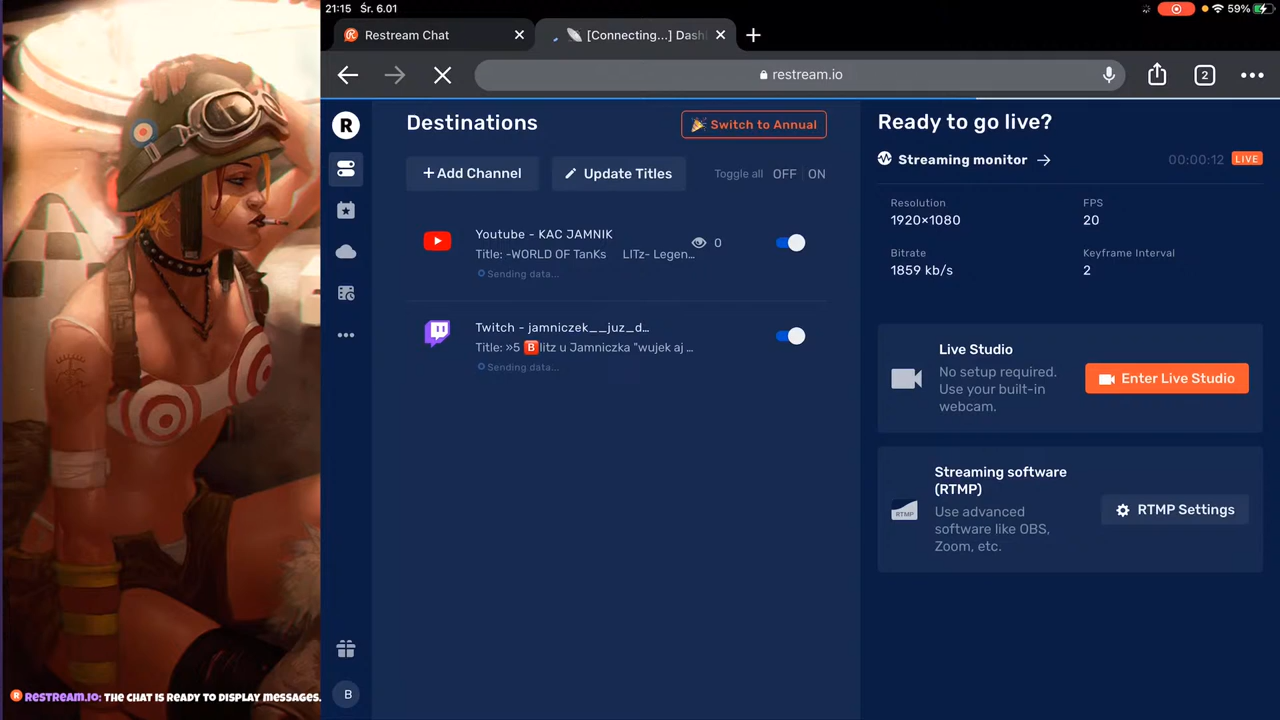 21:15 Śr. 6.01
59%
Restream Chat
[Connecting...] Dash
restream.io
2
R
Destinations
Switch to Annual
+Add Channel
Update Titles
Toggle all OFF ON
Youtube - KAC JAMNIK
0
Title: -WORLD OF TanKs LITz- Legen...
Sending data...
Twitch - jamniczek__juz_d...
Title: »5 🅱litz u Jamniczka "wujek aj ...
Sending data...
Ready to go live?
Streaming monitor
00:00:12 LIVE
Resolution
1920×1080
FPS
20
Bitrate
1859 kb/s
Keyframe Interval
2
Live Studio
No setup required.
Use your built-in
webcam.
Enter Live Studio
Streaming software
(RTMP)
RTMP
Use advanced
software like OBS,
Zoom, etc.
RTMP Settings
B
RESTREAM.IO: THE CHAT IS READY TO DISPLAY MESSAGES.